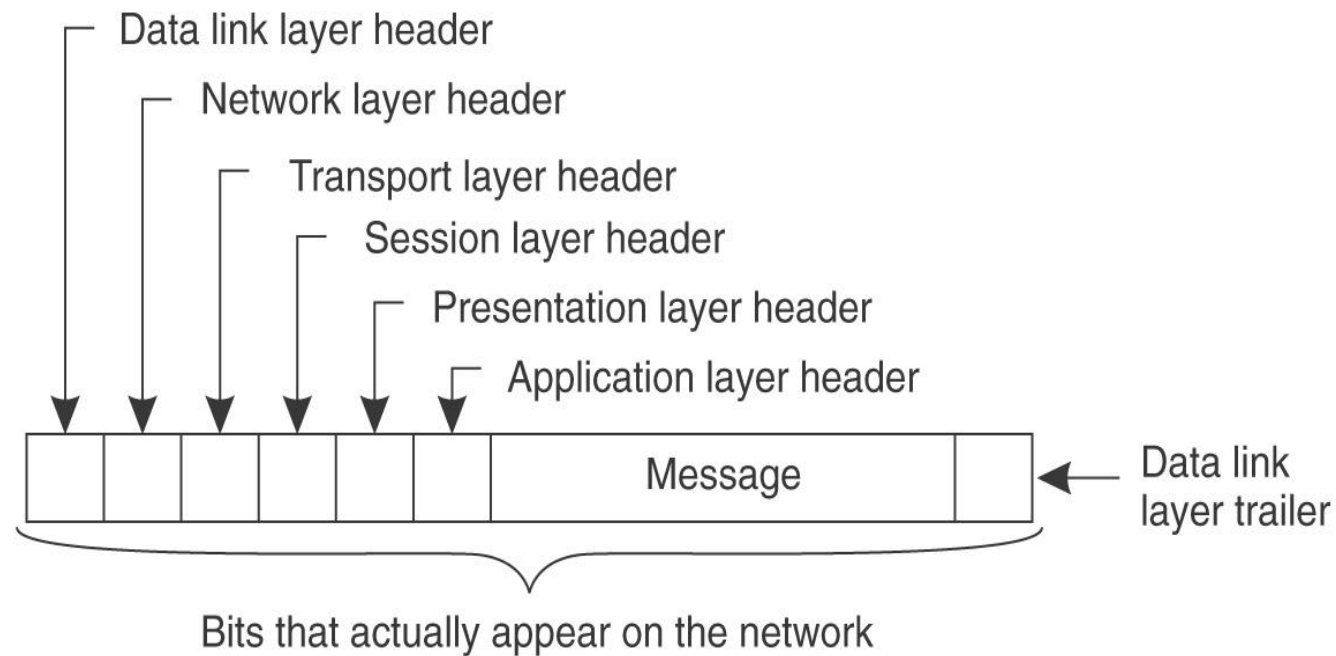 Data link layer header
Network layer header
Transport layer header
Session layer header
Presentation layer header
Application layer header
Message
Data link
layer trailer
Bits that actually appear on the network